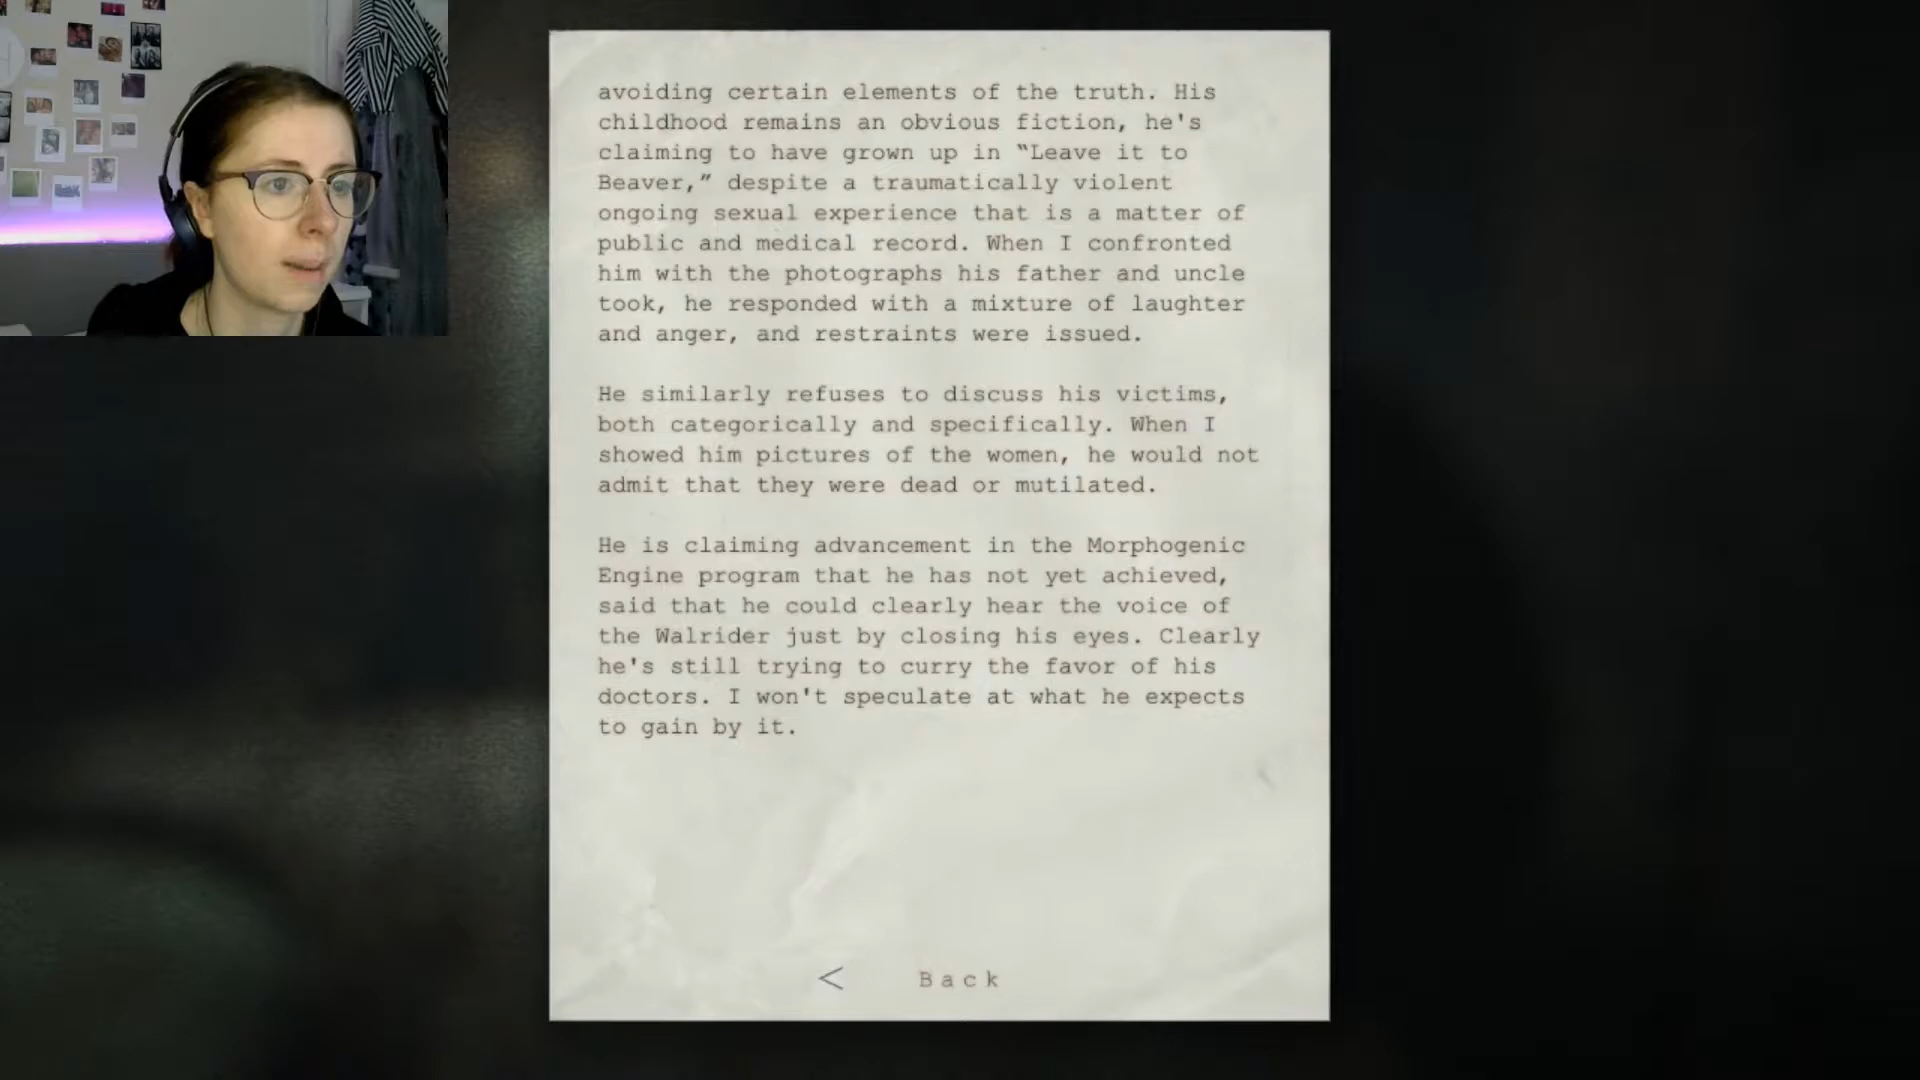 avoiding certain elements of the truth. His
childhood remains an obvious fiction, he's
claiming to have grown up in “Leave it to
Beaver,” despite a traumatically violent
ongoing sexual experience that is a matter of
public and medical record. When I confronted
him with the photographs his father and uncle
took, he responded with a mixture of laughter
and anger, and restraints were issued.
He similarly refuses to discuss his victims,
both categorically and specifically. When I
showed him pictures of the women, he would not
admit that they were dead or mutilated.
He is claiming advancement in the Morphogenic
Engine program that he has not yet achieved,
said that he could clearly hear the voice of
the Walrider just by closing his eyes. Clearly
he's still trying to curry the favor of his
doctors. I won't speculate at what he expects
to gain by it.
< Back